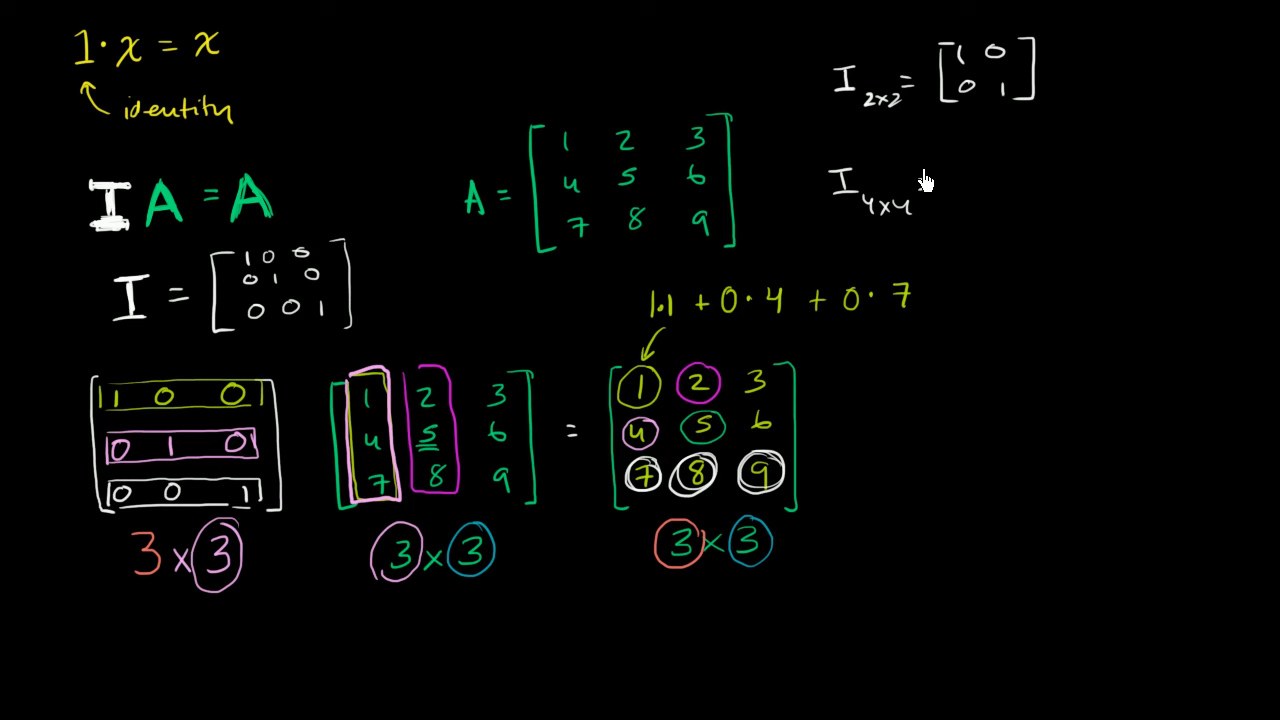 1 · x = x
identity
I 2x2 = [ 1 0
0 1 ]
I A = A
A = [ 1 2 3
4 5 6
7 8 9 ]
I 4x4
I = [ 1 0 0
0 1 0
0 0 1 ]
1·1 + 0·4 + 0·7
[ 1 0 0 ] [ 1 2 3 ] = [ 1 2 3 ]
[ 0 1 0 ] [ 4 5 6 ] [ 4 5 6 ]
[ 0 0 1 ] [ 7 8 9 ] [ 7 8 9 ]
3 x 3 3 x 3 3 x 3